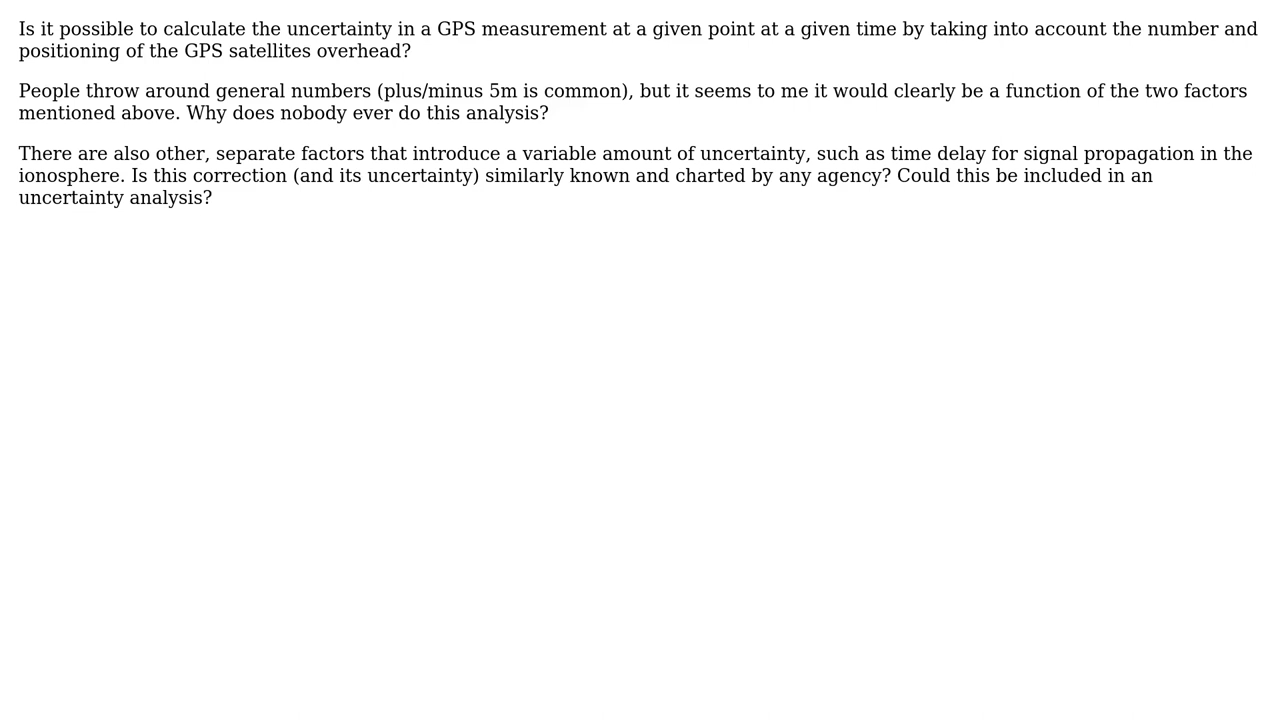 Is it possible to calculate the uncertainty in a GPS measurement at a given point at a given time by taking into account the number and
positioning of the GPS satellites overhead?
People throw around general numbers (plus/minus 5m is common), but it seems to me it would clearly be a function of the two factors
mentioned above. Why does nobody ever do this analysis?
There are also other, separate factors that introduce a variable amount of uncertainty, such as time delay for signal propagation in the
ionosphere. Is this correction (and its uncertainty) similarly known and charted by any agency? Could this be included in an
uncertainty analysis?